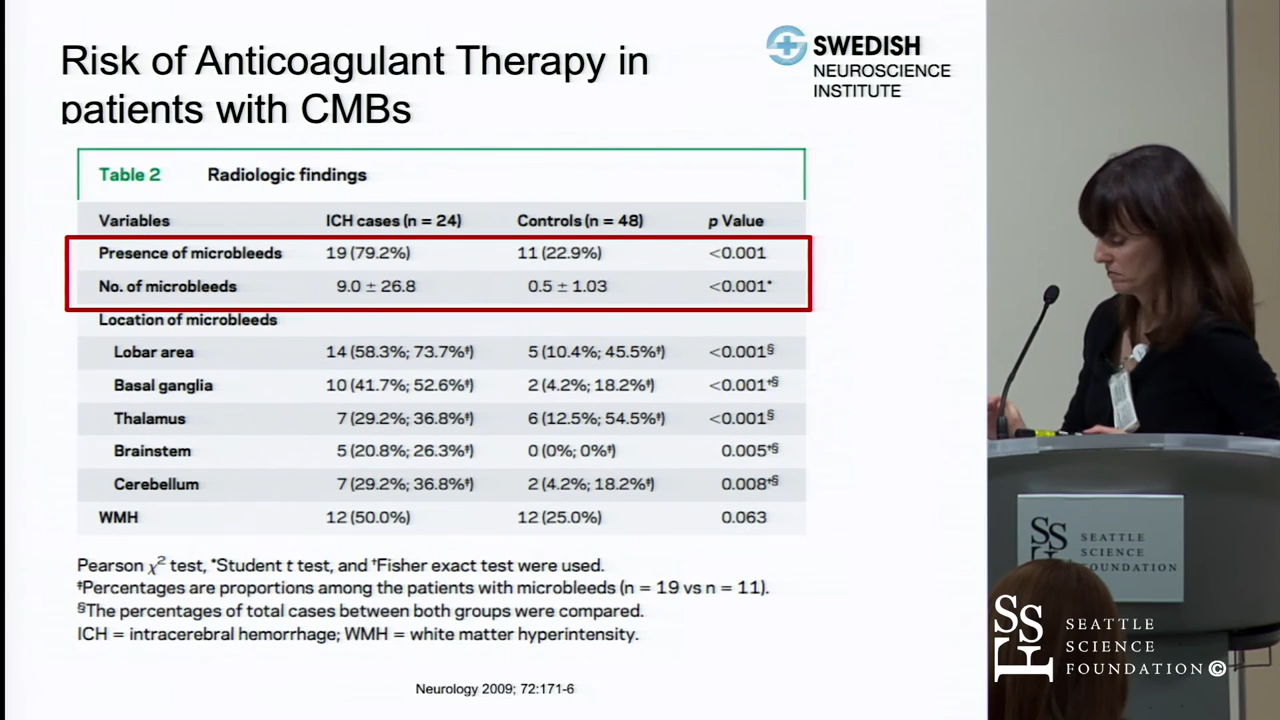 Risk of Anticoagulant Therapy in
patients with CMBs
SWEDISH
NEUROSCIENCE
INSTITUTE
Table 2 Radiologic findings
Variables ICH cases (n = 24) Controls (n = 48) p Value
Presence of microbleeds 19 (79.2%) 11 (22.9%) <0.001
No. of microbleeds 9.0 ± 26.8 0.5 ± 1.03 <0.001*
Location of microbleeds
Lobar area 14 (58.3%; 73.7%‡) 5 (10.4%; 45.5%‡) <0.001§
Basal ganglia 10 (41.7%; 52.6%‡) 2 (4.2%; 18.2%‡) <0.001†§
Thalamus 7 (29.2%; 36.8%‡) 6 (12.5%; 54.5%‡) <0.001§
Brainstem 5 (20.8%; 26.3%‡) 0 (0%; 0%‡) 0.005†§
Cerebellum 7 (29.2%; 36.8%‡) 2 (4.2%; 18.2%‡) 0.008†§
WMH 12 (50.0%) 12 (25.0%) 0.063
Pearson χ² test, *Student t test, and †Fisher exact test were used.
‡Percentages are proportions among the patients with microbleeds (n = 19 vs n = 11).
§The percentages of total cases between both groups were compared.
ICH = intracerebral hemorrhage; WMH = white matter hyperintensity.
Neurology 2009; 72:171-6
SSF
SEATTLE
SCIENCE
FOUNDATION
SSF
SEATTLE
SCIENCE
FOUNDATION©